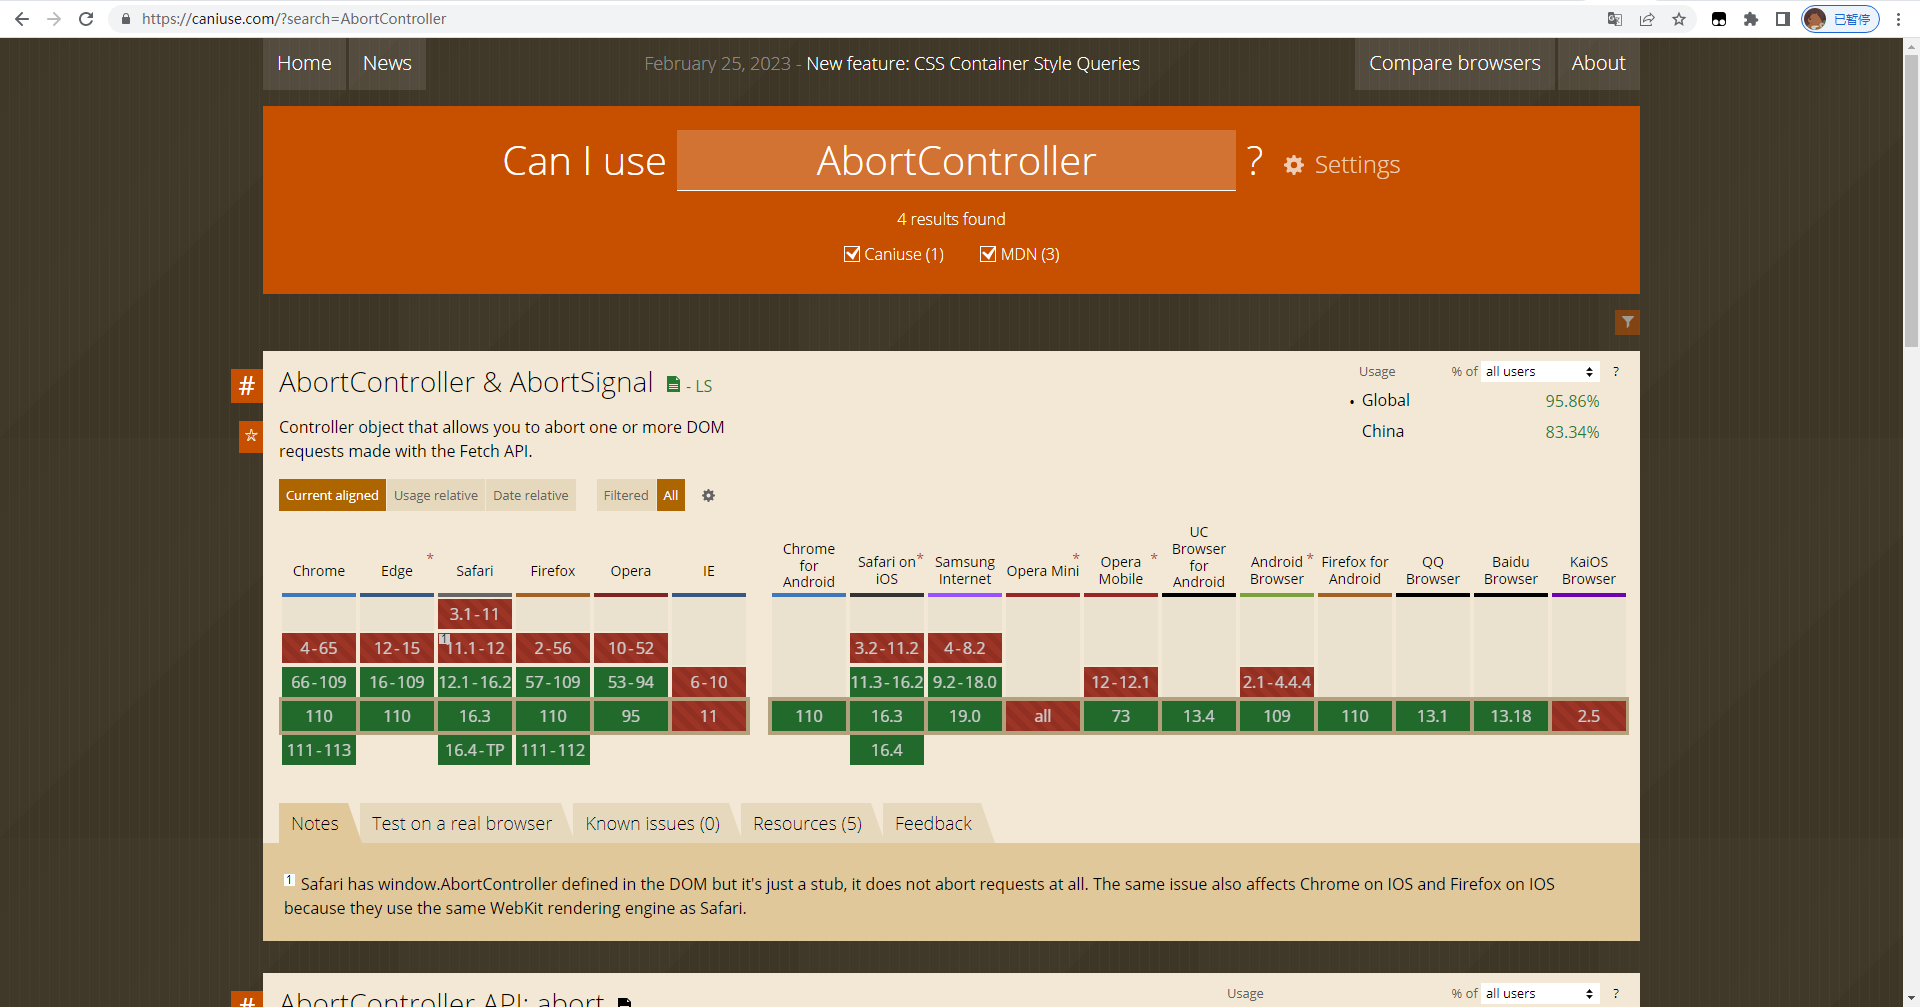 https://caniuse.com/?search=AbortController
已暂停
Home
News
February 25, 2023 - New feature: CSS Container Style Queries
Compare browsers
About
Can I use
AbortController
?
Settings
4 results found
Caniuse (1)
MDN (3)
#
AbortController & AbortSignal
- LS
Usage
% of
all users
?
Global
95.86%
China
83.34%
Controller object that allows you to abort one or more DOM
requests made with the Fetch API.
Current aligned
Usage relative
Date relative
Filtered
All
Chrome
Edge
*
Safari
Firefox
Opera
IE
Chrome
for
Android
Safari on
iOS
*
Samsung
Internet
Opera Mini
*
Opera
Mobile
*
UC
Browser
for
Android
Android
Browser
*
Firefox for
Android
QQ
Browser
Baidu
Browser
KaiOS
Browser
3.1-11
4-65
12-15
1
11.1-12
2-56
10-52
3.2-11.2
4-8.2
66-109
16-109
12.1-16.2
57-109
53-94
6-10
11.3-16.2
9.2-18.0
12-12.1
2.1-4.4.4
110
110
16.3
110
95
11
110
16.3
19.0
all
73
13.4
109
110
13.1
13.18
2.5
111-113
16.4-TP
111-112
16.4
Notes
Test on a real browser
Known issues (0)
Resources (5)
Feedback
1 Safari has window.AbortController defined in the DOM but it's just a stub, it does not abort requests at all. The same issue also affects Chrome on IOS and Firefox on IOS
because they use the same WebKit rendering engine as Safari.
#
AbortController API: abort
Usage
% of
all users
?